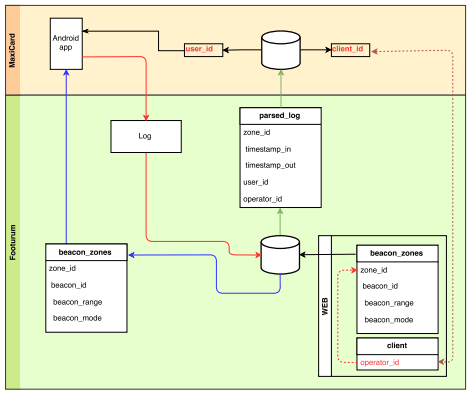 MaxiCard
Android
app
user_id
client_id
Footurum
Log
parsed_log
zone_id
timestamp_in
timestamp_out
user_id
operator_id
beacon_zones
zone_id
beacon_id
beacon_range
beacon_mode
WEB
beacon_zones
zone_id
beacon_id
beacon_range
beacon_mode
client
operator_id